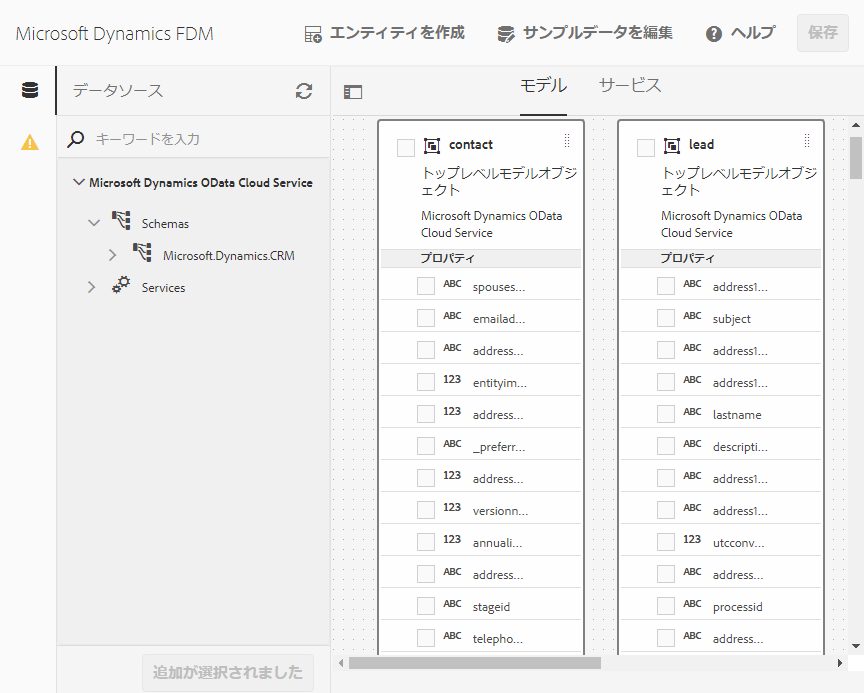 Microsoft Dynamics FDM
エンティティを作成
サンプルデータを編集
ヘルプ
保存
データソース
モデル
サービス
キーワードを入力
Microsoft Dynamics OData Cloud Service
Schemas
Microsoft.Dynamics.CRM
Services
追加が選択されました
contact
トップレベルモデルオブジ
ェクト
Microsoft Dynamics OData
Cloud Service
プロパティ
ABC spouses...
ABC emailad...
ABC address...
123 entityim...
123 address...
ABC _preferr...
123 address...
123 versionn...
123 annuali...
ABC address...
ABC stageid
ABC telepho...
lead
トップレベルモデルオブジ
ェクト
Microsoft Dynamics OData
Cloud Service
プロパティ
ABC address1...
ABC subject
ABC address1...
ABC address1...
ABC lastname
ABC descripti...
ABC address1...
ABC address1...
123 utcconv...
ABC address...
ABC processid
ABC address...